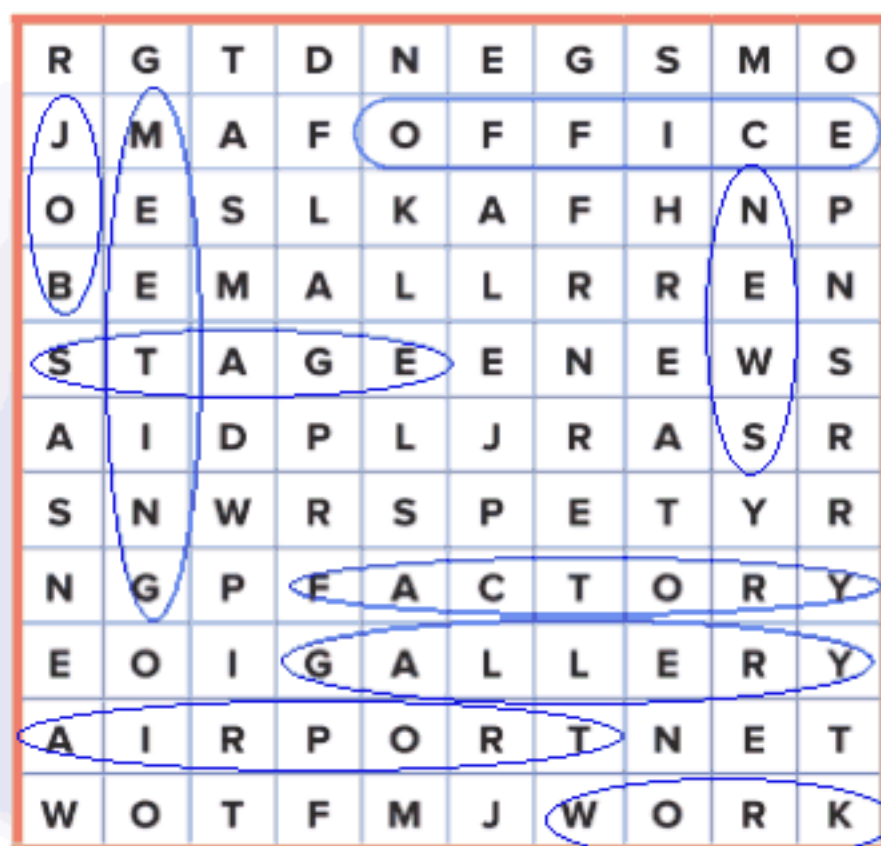 R G T D N E G S M O
J M A F O F F I C E
O E S L K A F H N P
B E M A L L R R E N
S T A G E E N E W S
A I D P L J R A S R
S N W R S P E T Y R
N G P F A C T O R Y
E O I G A L L E R Y
A I R P O R T N E T
W O T F M J W O R K